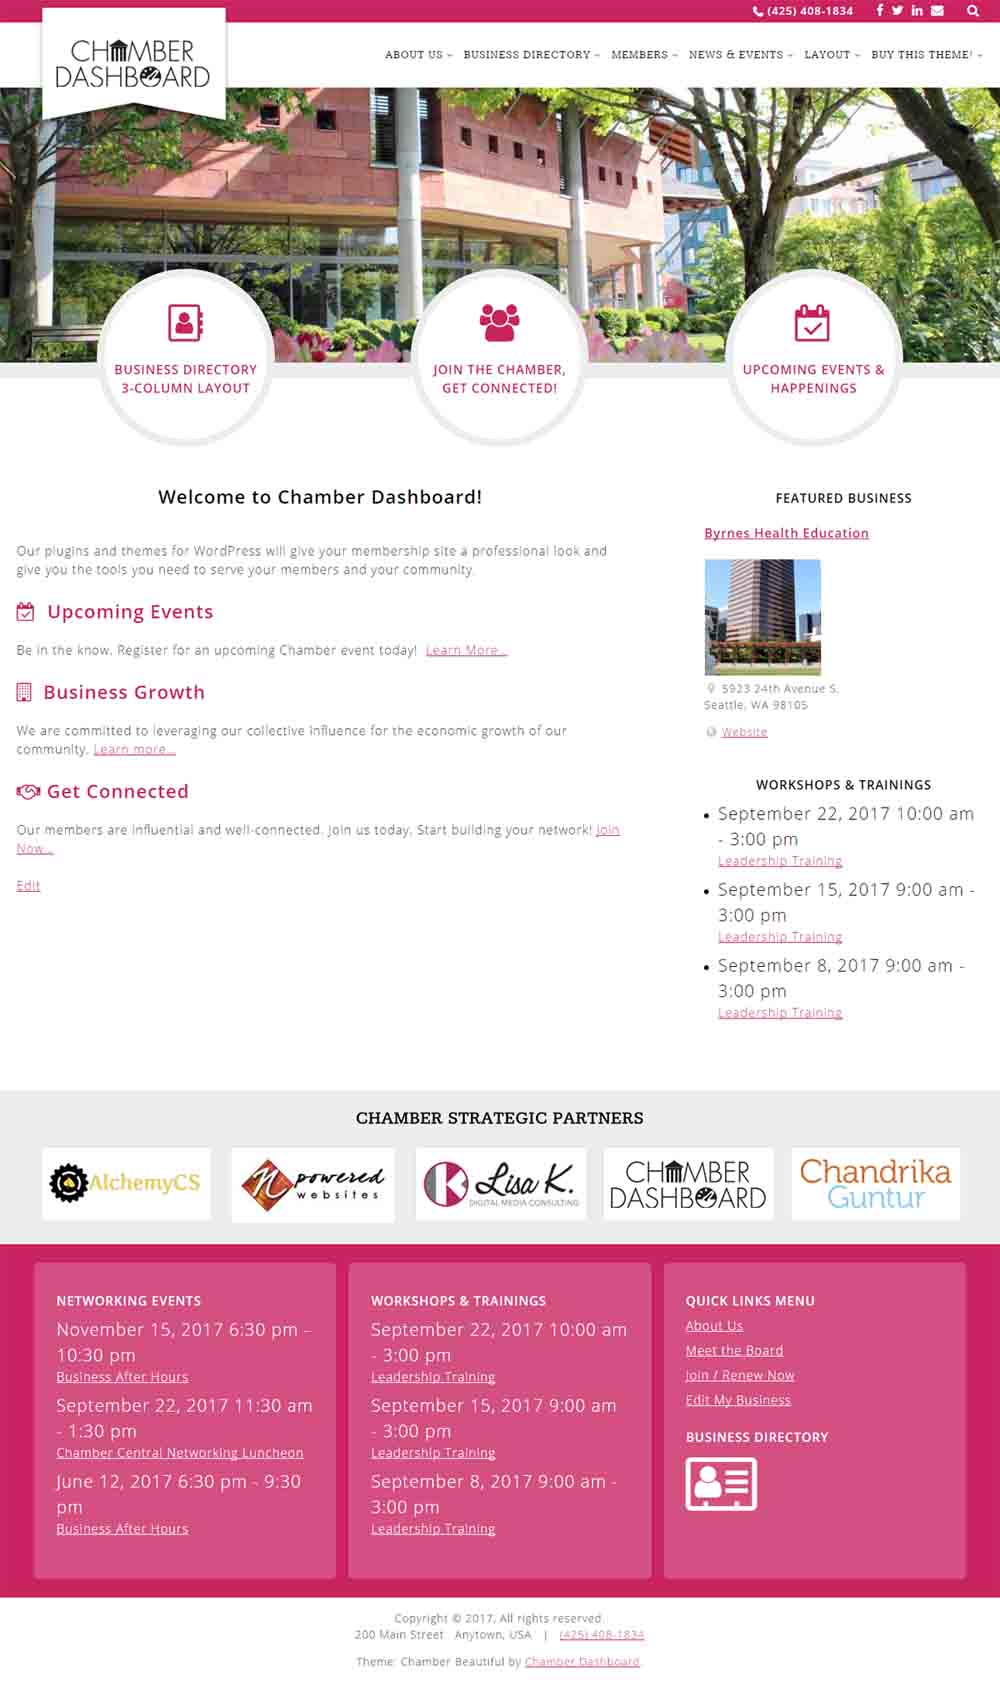 (425) 408-1834
CHAMBER
DASHBOARD
ABOUT US BUSINESS DIRECTORY MEMBERS NEWS & EVENTS LAYOUT BUY THIS THEME!
BUSINESS DIRECTORY
3-COLUMN LAYOUT
JOIN THE CHAMBER,
GET CONNECTED!
UPCOMING EVENTS &
HAPPENINGS
Welcome to Chamber Dashboard!
Our plugins and themes for WordPress will give your membership site a professional look and
give you the tools you need to serve your members and your community.
Upcoming Events
Be in the know. Register for an upcoming Chamber event today! Learn More...
Business Growth
We are committed to leveraging our collective influence for the economic growth of our
community. Learn more...
Get Connected
Our members are influential and well-connected. Join us today. Start building your network! Join
Now...
Edit
FEATURED BUSINESS
Byrnes Health Education
5923 24th Avenue S.
Seattle, WA 98105
Website
WORKSHOPS & TRAININGS
September 22, 2017 10:00 am
- 3:00 pm
Leadership Training
September 15, 2017 9:00 am -
3:00 pm
Leadership Training
September 8, 2017 9:00 am -
3:00 pm
Leadership Training
CHAMBER STRATEGIC PARTNERS
AlchemyCS
N powered
websites
K Lisa K.
DIGITAL MEDIA CONSULTING
CHAMBER
DASHBOARD
Chandrika
Guntur
NETWORKING EVENTS
November 15, 2017 6:30 pm -
10:30 pm
Business After Hours
September 22, 2017 11:30 am
- 1:30 pm
Chamber Central Networking Luncheon
June 12, 2017 6:30 pm - 9:30
pm
Business After Hours
WORKSHOPS & TRAININGS
September 22, 2017 10:00 am
- 3:00 pm
Leadership Training
September 15, 2017 9:00 am
- 3:00 pm
Leadership Training
September 8, 2017 9:00 am -
3:00 pm
Leadership Training
QUICK LINKS MENU
About Us
Meet the Board
Join / Renew Now
Edit My Business
BUSINESS DIRECTORY
Copyright © 2017. All rights reserved.
200 Main Street Anytown, USA | (425) 408-1834
Theme: Chamber Beautiful by Chamber Dashboard.